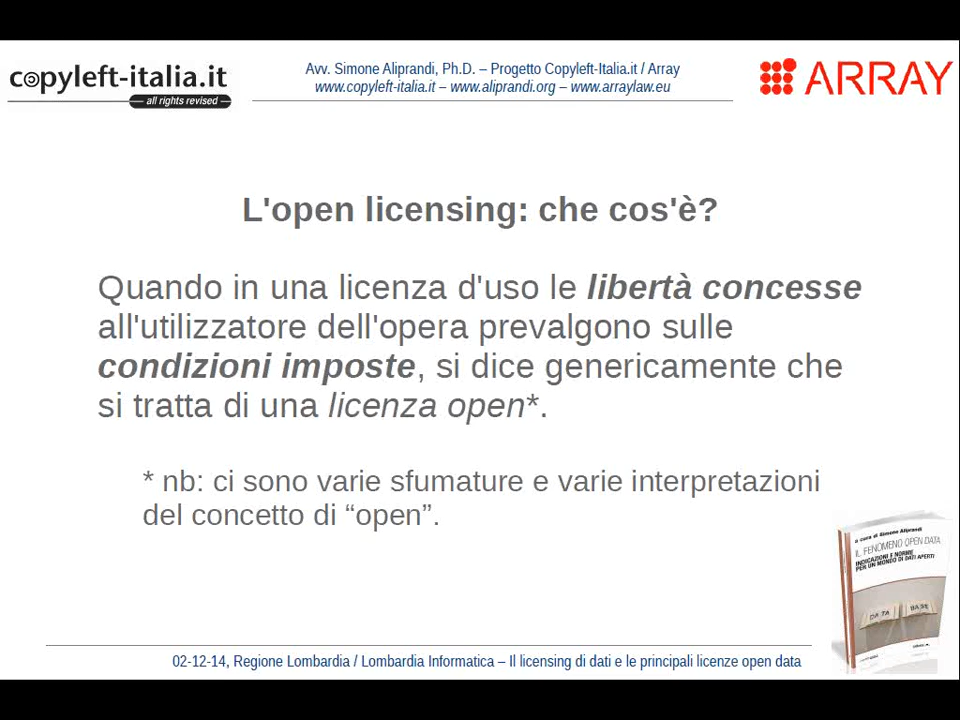 copyleft-italia.it
all rights revised
Avv. Simone Aliprandi, Ph.D. – Progetto Copyleft-Italia.it / Array
www.copyleft-italia.it – www.aliprandi.org – www.arraylaw.eu
ARRAY
L'open licensing: che cos'è?
Quando in una licenza d'uso le libertà concesse
all'utilizzatore dell'opera prevalgono sulle
condizioni imposte, si dice genericamente che
si tratta di una licenza open*.
* nb: ci sono varie sfumature e varie interpretazioni
del concetto di “open”.
a cura di Simone Aliprandi
IL FENOMENO OPEN DATA
INDICAZIONI E NORME
PER UN MONDO DI DATI APERTI
DA TA
BA SE
02-12-14, Regione Lombardia / Lombardia Informatica – Il licensing di dati e le principali licenze open data